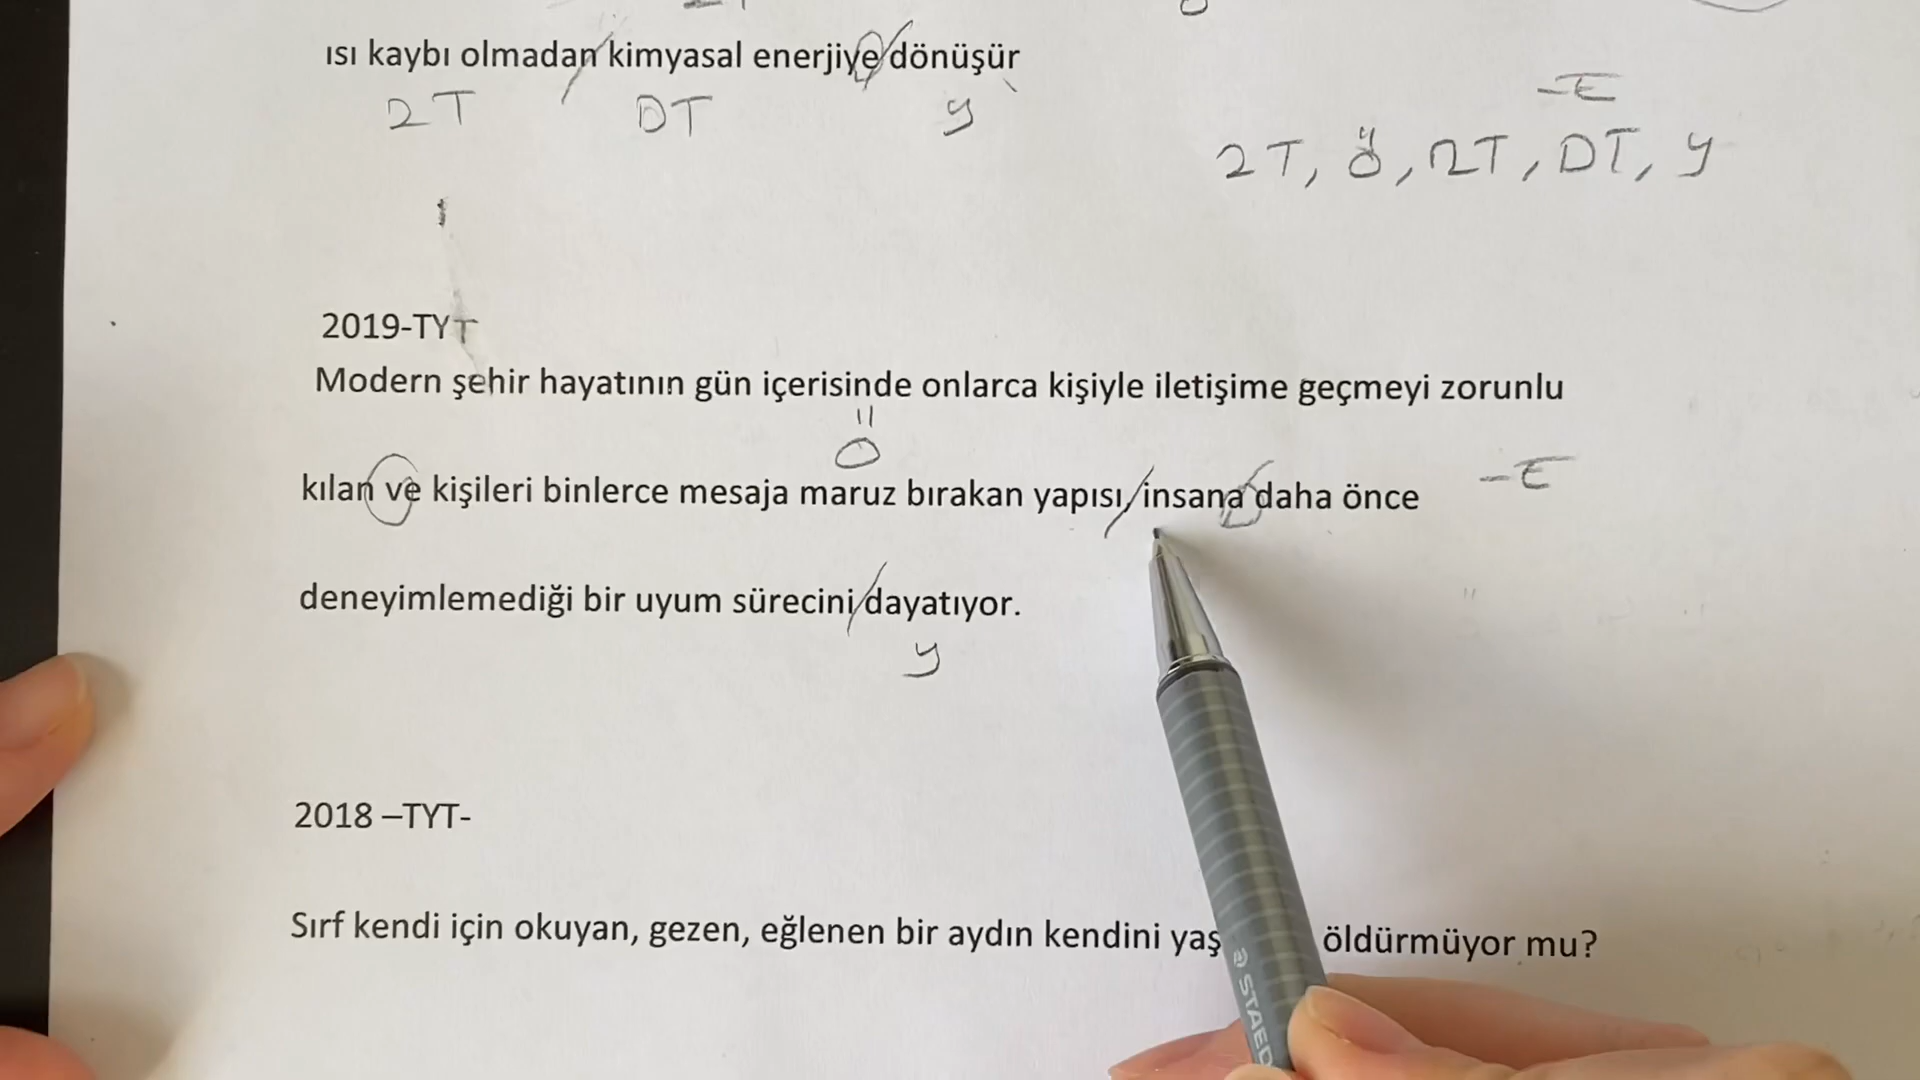 ısı kaybı olmadan kimyasal enerjiye dönüşür
2T DT y
-E
2T, ö, 2T, DT, y
2019-TYT
Modern şehir hayatının gün içerisinde onlarca kişiyle iletişime geçmeyi zorunlu
ö
kılan ve kişileri binlerce mesaja maruz bırakan yapısı insana daha önce
-E
deneyimlemediği bir uyum sürecini dayatıyor.
y
2018 –TYT-
Sırf kendi için okuyan, gezen, eğlenen bir aydın kendini yaş öldürmüyor mu?
STAED